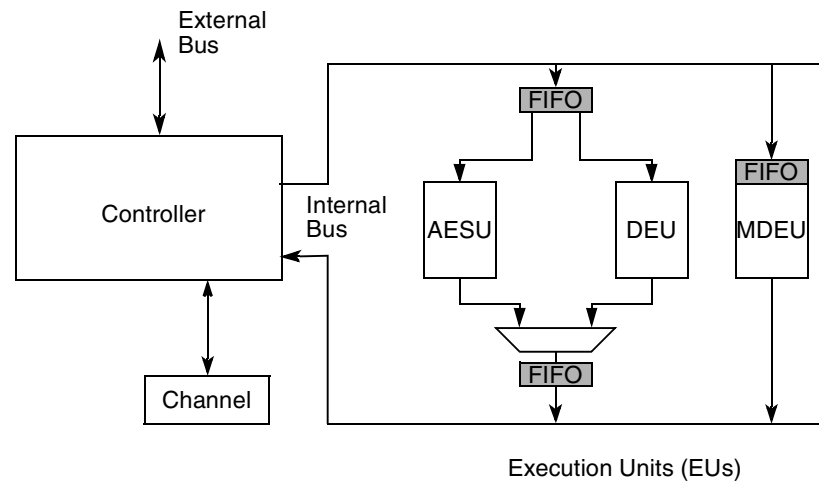 External
Bus
FIFO
FIFO
Controller
Internal
Bus
AESU
DEU
MDEU
FIFO
Channel
Execution Units (EUs)